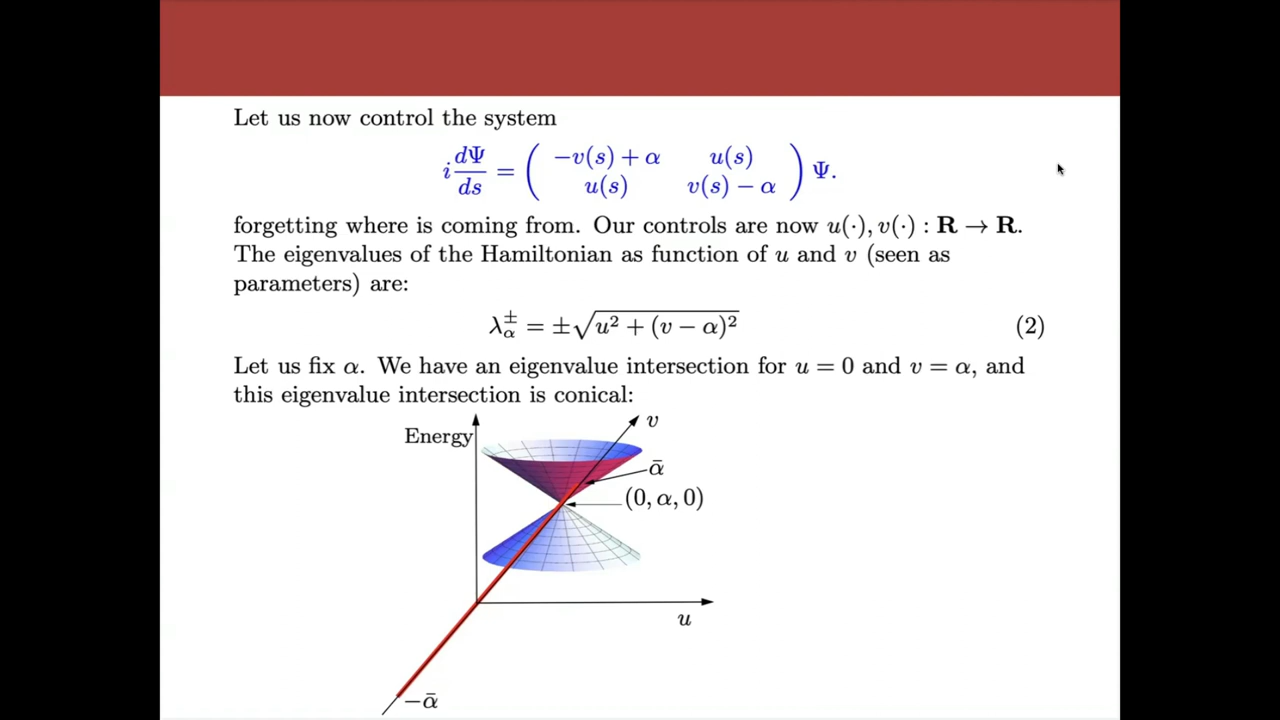 Let us now control the system
i dΨ/ds = ( −v(s) + α   u(s)
u(s)   v(s) − α ) Ψ.
forgetting where is coming from. Our controls are now u(·), v(·) : R → R.
The eigenvalues of the Hamiltonian as function of u and v (seen as
parameters) are:
λ_α^± = ±√(u² + (v − α)²)   (2)
Let us fix α. We have an eigenvalue intersection for u = 0 and v = α, and
this eigenvalue intersection is conical:
v
Energy
ᾱ
(0, α, 0)
u
−ᾱ